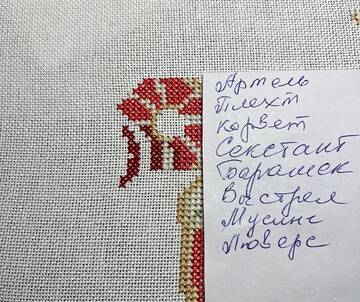 Артель
Плехт
Корвет
Секстант
Барашек
Выстрел
Мусинг
Люверс